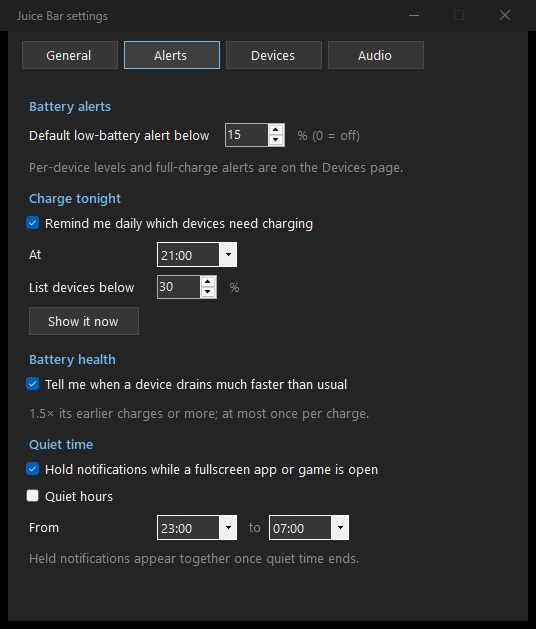 Juice Bar settings
General Alerts Devices Audio
Battery alerts
Default low-battery alert below 15 % (0 = off)
Per-device levels and full-charge alerts are on the Devices page.
Charge tonight
Remind me daily which devices need charging
At 21:00
List devices below 30 %
Show it now
Battery health
Tell me when a device drains much faster than usual
1.5× its earlier charges or more; at most once per charge.
Quiet time
Hold notifications while a fullscreen app or game is open
Quiet hours
From 23:00 to 07:00
Held notifications appear together once quiet time ends.